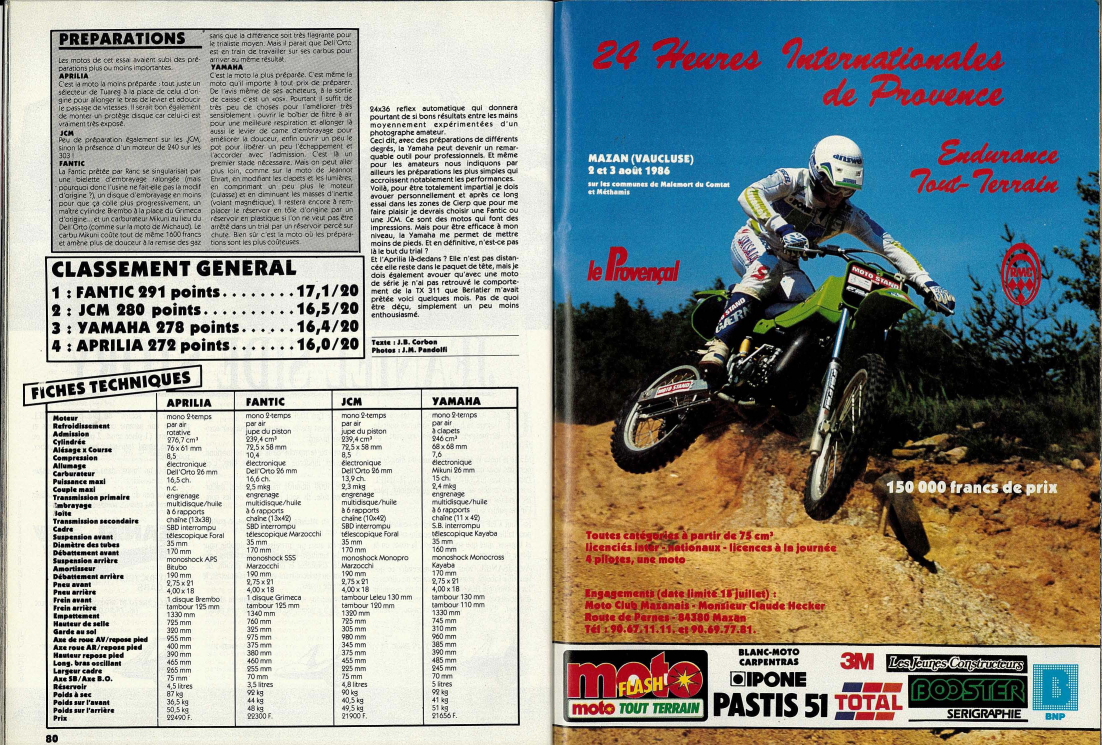 PREPARATIONS
Les motos de cet essai avaient subi des pré-
parations plus ou moins importantes.
APRILIA
C'est la moto la moins préparée : tout juste un
sélecteur de Tuareg à la place de celui d'ori-
gine pour allonger le bras de levier et adoucir
le passage de vitesses. Il serait bon également
de monter un protège disque car celui-ci est
vraiment très exposé.
JCM
Peu de préparation également sur les JCM,
sinon la présence d'un moteur de 240 sur les
303 !
FANTIC
La Fantic prêtée par Ranc se singularisait par
une biellette d'embrayage ralongée (mais
pourquoi donc l'usine ne fait-elle pas la modif
d'origine ?), un disque d'embrayage en moins
pour que ça colle plus progressivement, un
maître cylindre Brembo à la place du Grimeca
d'origine... et un carburateur Mikuni au lieu du
Dell'Orto (comme sur la moto de Michaud). Le
carbu Mikuni coûte tout de même 1600 francs
et amène plus de douceur à la remise des gaz
sans que la différence soit très flagrante pour
le trialiste moyen. Mais il parait que Dell'Orto
est en train de travailler sur ses carbus pour
arriver au même résultat.
YAMAHA
C'est la moto la plus préparée. C'est même la
moto qu'il importe à tout prix de préparer.
De l'avis même de ses acheteurs, à la sortie
de caisse c'est un «os». Pourtant il suffit de
très peu de choses pour l'améliorer très
sensiblement : ouvrir le boîtier de filtre à air
pour une meilleure respiration et allonger là
aussi le levier de came d'embrayage pour
améliorer la douceur, enfin ouvrir un peu le
pot pour libérer un peu l'échappement et
l'accorder avec l'admission. C'est là un
premier stade nécessaire. Mais on peut aller
plus loin, comme sur la moto de Jeannot
Ehrart, en modifiant les clapets et les lumières,
en comprimant un peu plus le moteur
(culasse) et en diminuant les masses d'inertie
(volant magnétique). Il restera encore à rem-
placer le réservoir en tôle d'origine par un
réservoir en plastique si l'on ne veut pas être
arrêté dans un trial par un réservoir percé sur
chute. Bien sûr c'est la moto où les prépara-
tions sont les plus coûteuses.
24x36 reflex automatique qui donnera
pourtant de si bons résultats entre les mains
moyennement expérimentées d'un
photographe amateur.
Ceci dit, avec des préparations de différents
degrés, la Yamaha peut devenir un remar-
quable outil pour professionnels. Et même
pour les amateurs nous indiquons par
ailleurs les préparations les plus simples qui
accroissent notablement les performances.
Voilà, pour être totalement impartial je dois
avouer personnellement et après ce long
essai dans les zones de Cierp que pour me
faire plaisir je devrais choisir une Fantic ou
une JCM. Ce sont des motos qui font des
impressions. Mais pour être efficace à mon
niveau, la Yamaha me permet de mettre
moins de pieds. Et en définitive, n'est-ce pas
là le but du trial ?
Et l'Aprilia là-dedans ? Elle n'est pas distan-
cée elle reste dans le paquet de tête, mais je
dois également avouer qu'avec une moto
de série je n'ai pas retrouvé le comporte-
ment de la TX 311 que Berlatier m'avait
prêtée voici quelques mois. Pas de quoi
être déçu, simplement un peu moins
enthousiasmé.
Texte : J.B. Corbon
Photos : J.M. Pandolfi
CLASSEMENT GENERAL
1 : FANTIC 291 points........17,1/20
2 : JCM 280 points...........16,5/20
3 : YAMAHA 278 points......16,4/20
4 : APRILIA 272 points.......16,0/20
FICHES TECHNIQUES
APRILIA FANTIC JCM YAMAHA
Moteur mono 2-temps mono 2-temps mono 2-temps mono 2-temps
Refroidissement par air par air par air par air
Admission rotative jupe du piston jupe du piston à clapets
Cylindrée 276,7 cm³ 239,4 cm³ 239,4 cm³ 246 cm³
Alésage x Course 76 x 61 mm 72,5 x 58 mm 72,5 x 58 mm 68 x 68 mm
Compression 8,5 10,4 8,5 7,6
Allumage électronique électronique électronique électronique
Carburateur Dell'Orto 26 mm Dell'Orto 26 mm Dell'Orto 26 mm Mikuni 26 mm
Puissance maxi 16,5 ch. 16,6 ch. 13,9 ch. 15 ch.
Couple maxi n.c. 2,5 mkg 2,3 mkg 2,4 mkg
Transmission primaire engrenage engrenage engrenage engrenage
Embrayage multidisque/huile multidisque/huile multidisque/huile multidisque/huile
Boîte à 6 rapports à 6 rapports à 6 rapports à 6 rapports
Transmission secondaire chaîne (13x38) chaîne (13x42) chaîne (10x42) chaîne (11 x 42)
Cadre SBD interrompu SBD interrompu SBD interrompu S.B. interrompu
Suspension avant télescopique Foral télescopique Marzocchi télescopique Foral télescopique Kayaba
Diamètre des tubes 35 mm 35 mm 35 mm 35 mm
Débattement avant 170 mm 170 mm 170 mm 160 mm
Suspension arrière monoshock APS monoshock SSS monoshock Monopro monoshock Monocross
Amortisseur Bitubo Marzocchi Marzocchi Kayaba
Débattement arrière 190 mm 190 mm 190 mm 170 mm
Pneu avant 2,75 x 21 2,75 x 21 2,75 x 21 2,75 x 21
Pneu arrière 4,00 x 18 4,00 x 18 4,00 x 18 4,00 x 18
Frein avant 1 disque Brembo 1 disque Grimeca tambour Leleu 130 mm tambour 130 mm
Frein arrière tambour 125 mm tambour 125 mm tambour 120 mm tambour 110 mm
Empattement 1330 mm 1340 mm 1320 mm 1330 mm
Hauteur de selle 725 mm 760 mm 725 mm 745 mm
Garde au sol 320 mm 325 mm 305 mm 310 mm
Axe de roue AV/repose pied 955 mm 975 mm 980 mm 960 mm
Axe roue AR/repose pied 400 mm 375 mm 345 mm 385 mm
Hauteur repose pied 390 mm 380 mm 375 mm 390 mm
Long. bras oscillant 465 mm 460 mm 455 mm 485 mm
Largeur cadre 265 mm 255 mm 225 mm 245 mm
Axe SB/Axe B.O. 75 mm 70 mm 75 mm 70 mm
Réservoir 4,5 litres 3,5 litres 4,8 litres 5 litres
Poids à sec 87 kg 92 kg 90 kg 92 kg
Poids sur l'avant 36,5 kg 44 kg 40,5 kg 41 kg
Poids sur l'arrière 50,5 kg 48 kg 49,5 kg 51 kg
Prix 22490 F. 22300 F. 21900 F. 21656 F.
80
24 Heures Internationales
de Provence
Endurance
Tout-Terrain
MAZAN (VAUCLUSE)
2 et 3 août 1986
sur les communes de Malemort du Comtat
et Méthamis
le Provençal
RMC
answer
MOTO STAND
MOTO STAND
GAERNE
MOTO STAND
150 000 francs de prix
Toutes catégories à partir de 75 cm³
licenciés inter - nationaux - licences à la journée
4 pilotes, une moto
Engagements (date limite 15 juillet) :
Moto Club Mazanais - Monsieur Claude Hecker
Route de Pernes - 84380 Mazan
Tél : 90.67.11.11. et 90.69.77.81.
moto FLASH!
moto TOUT TERRAIN
BLANC-MOTO
CARPENTRAS
IPONE
PASTIS 51
3M
TOTAL
Les Jeunes Constructeurs
BOOSTER
SERIGRAPHIE
B
BNP